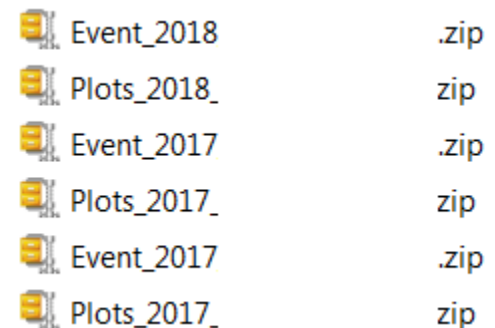 Event_2018 .zip
Plots_2018_ zip
Event_2017 .zip
Plots_2017_ zip
Event_2017 .zip
Plots_2017_ zip